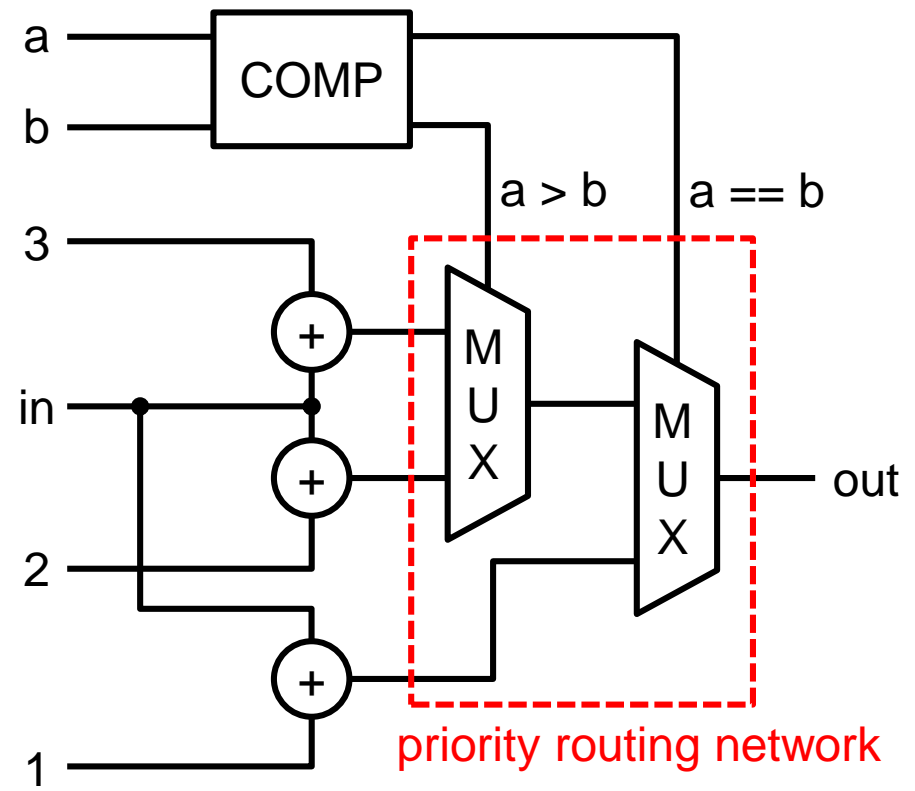 a
COMP
b
a > b
a == b
3
+
M
U
X
in
M
U
X
+
out
2
+
priority routing network
1